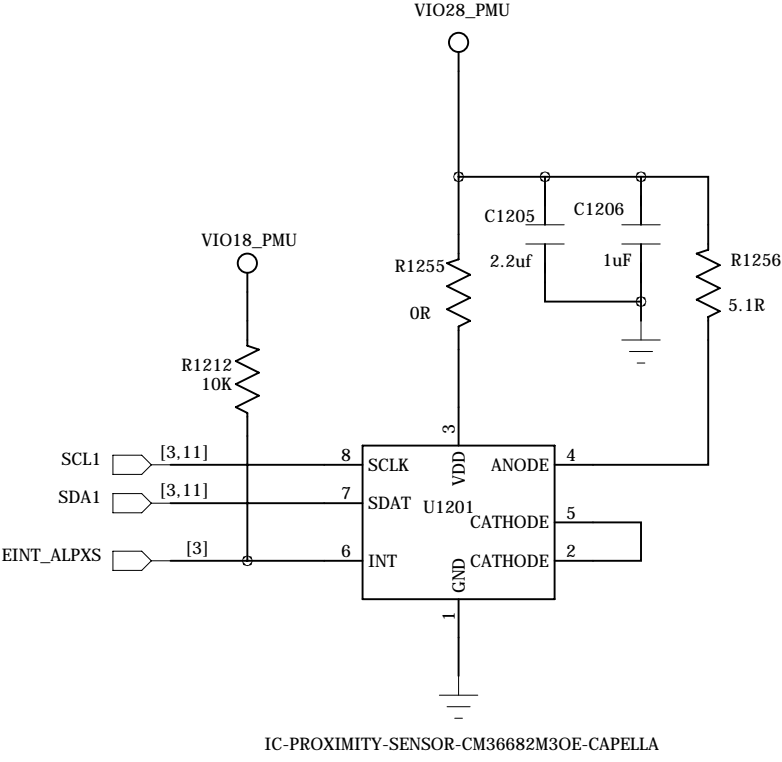 VIO28_PMU
C1205
C1206
VIO18_PMU
R1255
2.2uf
1uF
R1256
0R
5.1R
R1212
10K
3
SCL1
[3,11]
8
SCLK
VDD
ANODE
4
SDA1
[3,11]
7
SDAT
U1201
CATHODE
5
EINT_ALPXS
[3]
6
INT
GND
CATHODE
2
1
IC-PROXIMITY-SENSOR-CM36682M3OE-CAPELLA